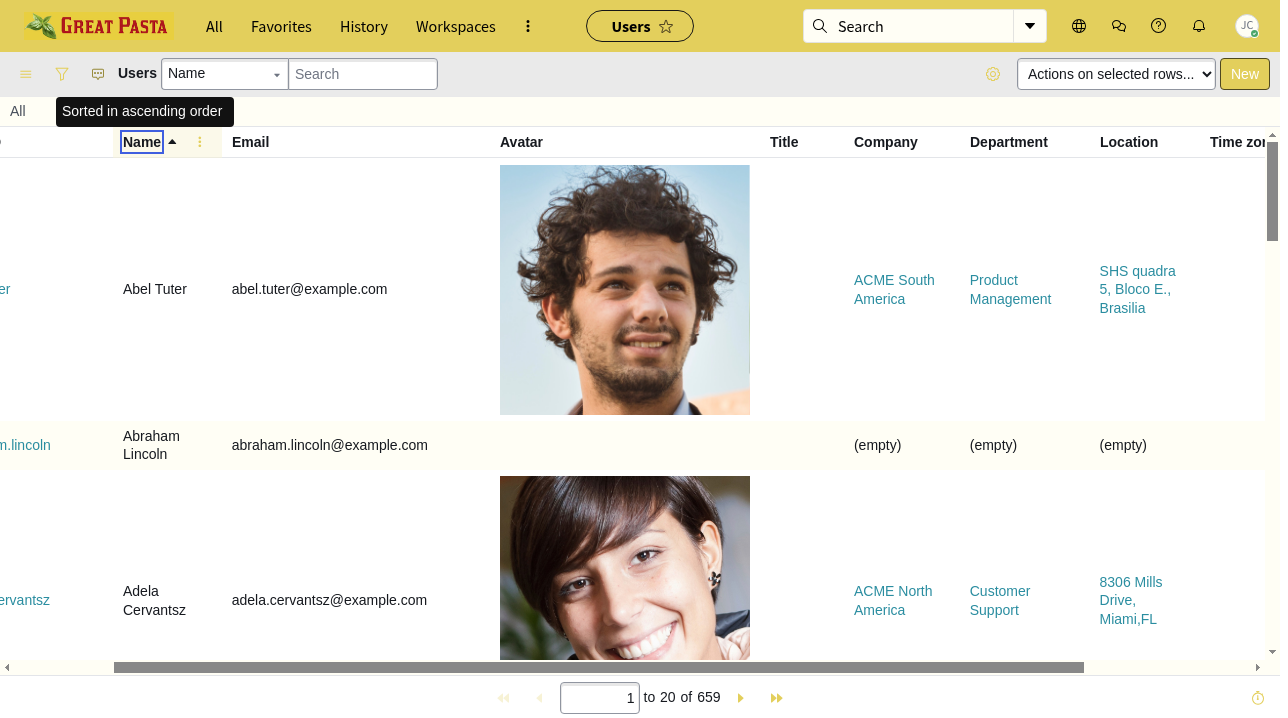 GREAT PASTA
All
Favorites
History
Workspaces
Users
Search
JC
Users
Name
Search
Actions on selected rows...
New
All
Sorted in ascending order
Name
Email
Avatar
Title
Company
Department
Location
Time zon
er
Abel Tuter
abel.tuter@example.com
ACME South
America
Product
Management
SHS quadra
5, Bloco E.,
Brasilia
m.lincoln
Abraham
Lincoln
abraham.lincoln@example.com
(empty)
(empty)
(empty)
ervantsz
Adela
Cervantsz
adela.cervantsz@example.com
ACME North
America
Customer
Support
8306 Mills
Drive,
Miami,FL
1 to 20 of 659